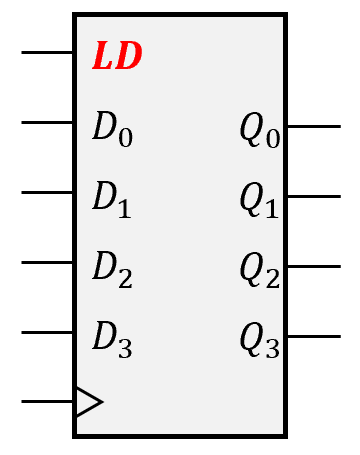 LD
D₀ Q₀
D₁ Q₁
D₂ Q₂
D₃ Q₃